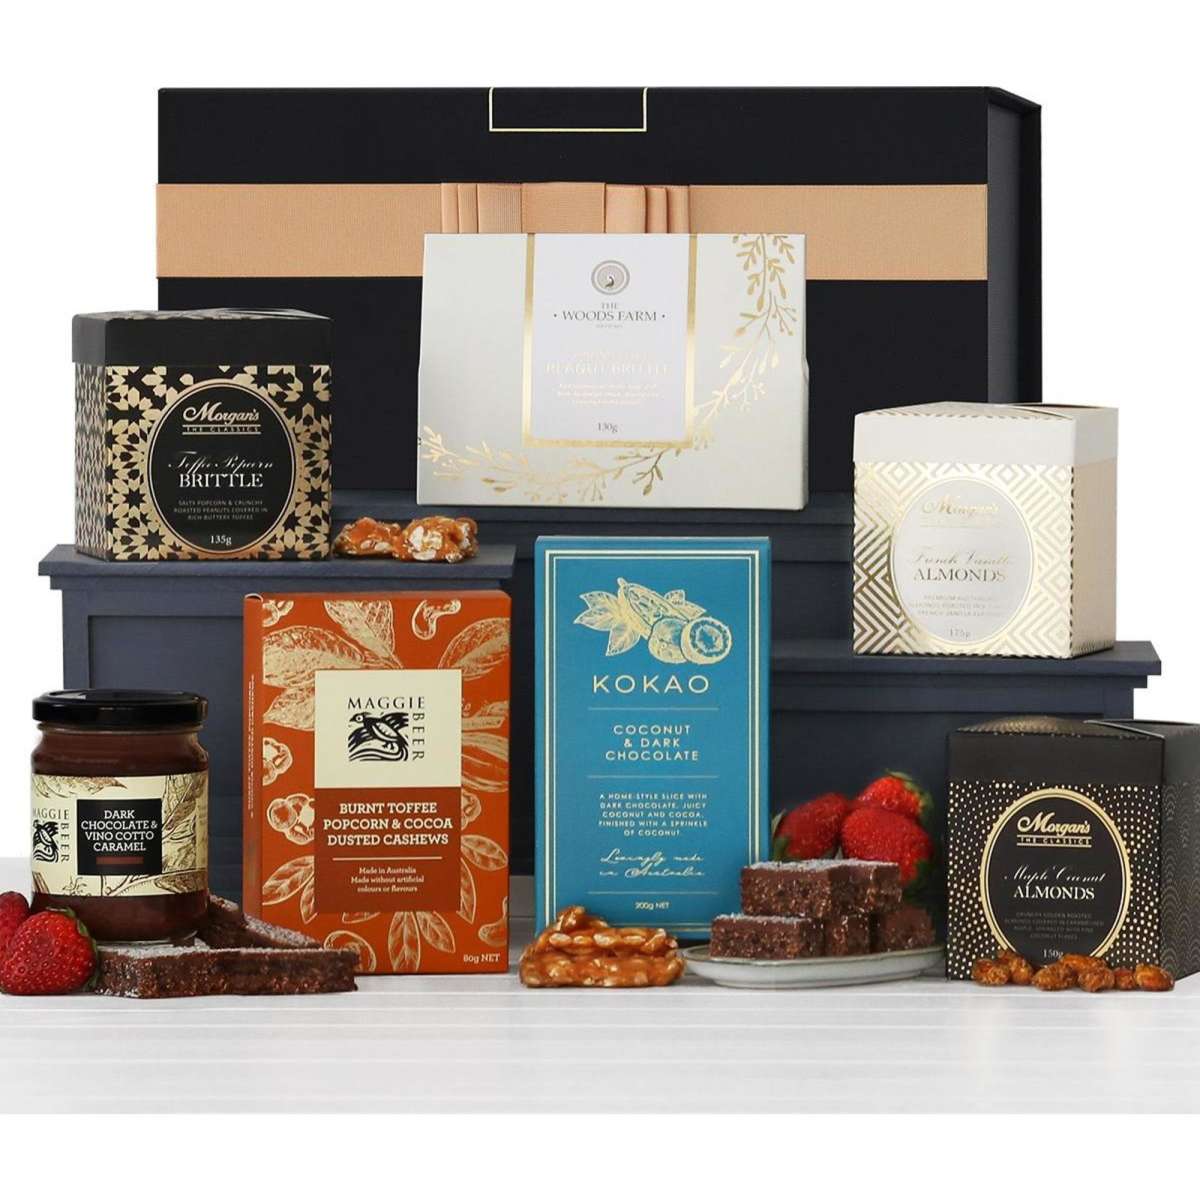 THE
• WOODS FARM •
PEANUT BRITTLE
130g
Morgan's
THE CLASSICS
Toffee Popcorn
BRITTLE
SALTY POPCORN & CRUNCHY
ROASTED PEANUTS COVERED IN
RICH BUTTERY TOFFEE
135g
Morgan's
French Vanilla
ALMONDS
175g
MAGGIE
BEER
BURNT TOFFEE
POPCORN & COCOA
DUSTED CASHEWS
Made in Australia
Made without artificial
colours or flavours
80g NET
KOKAO
COCONUT
& DARK
CHOCOLATE
A HOME-STYLE SLICE WITH
DARK CHOCOLATE, JUICY
COCONUT AND COCOA,
FINISHED WITH A SPRINKLE
OF COCONUT.
Lovingly made
in Australia
200g NET
MAGGIE
BEER
DARK
CHOCOLATE &
VINO COTTO
CARAMEL
Morgan's
THE CLASSICS
Maple Coconut
ALMONDS
150g